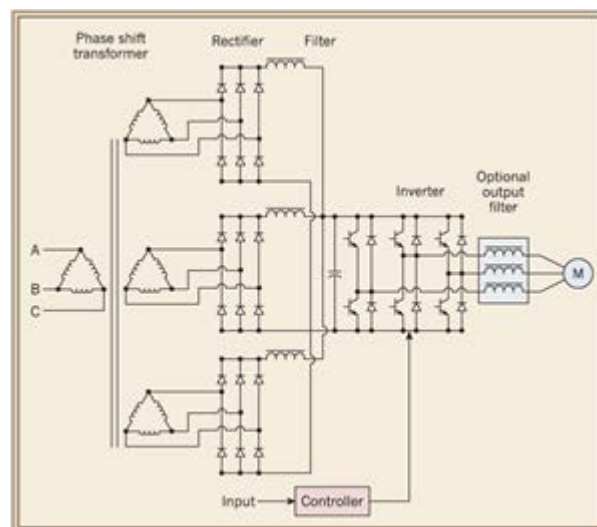 Phase shift
transformer
Rectifier
Filter
Inverter
Optional
output
filter
A
B
C
M
Input
Controller